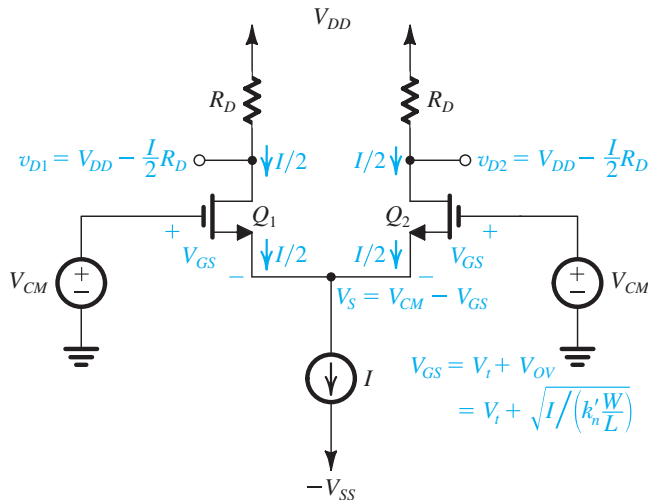 V_DD
R_D R_D
v_D1 = V_DD − I/2 R_D
I/2 I/2
v_D2 = V_DD − I/2 R_D
Q_1 Q_2
+ +
V_GS I/2 I/2 V_GS
− −
V_CM + − V_CM + −
V_S = V_CM − V_GS
I
V_GS = V_t + V_OV
= V_t + √(I/(k′_n W/L))
−V_SS